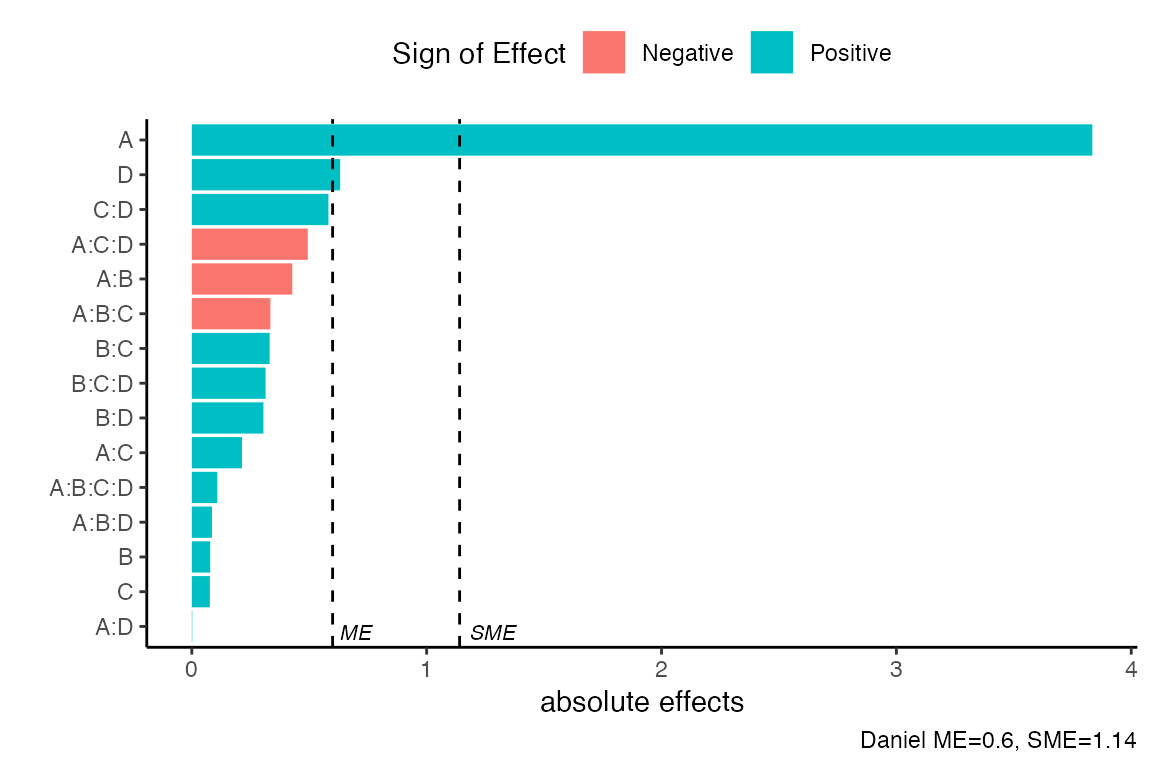 Sign of Effect Negative Positive
A
D
C:D
A:C:D
A:B
A:B:C
B:C
B:C:D
B:D
A:C
A:B:C:D
A:B:D
B
C
A:D
ME SME
0 1 2 3 4
absolute effects
Daniel ME=0.6, SME=1.14